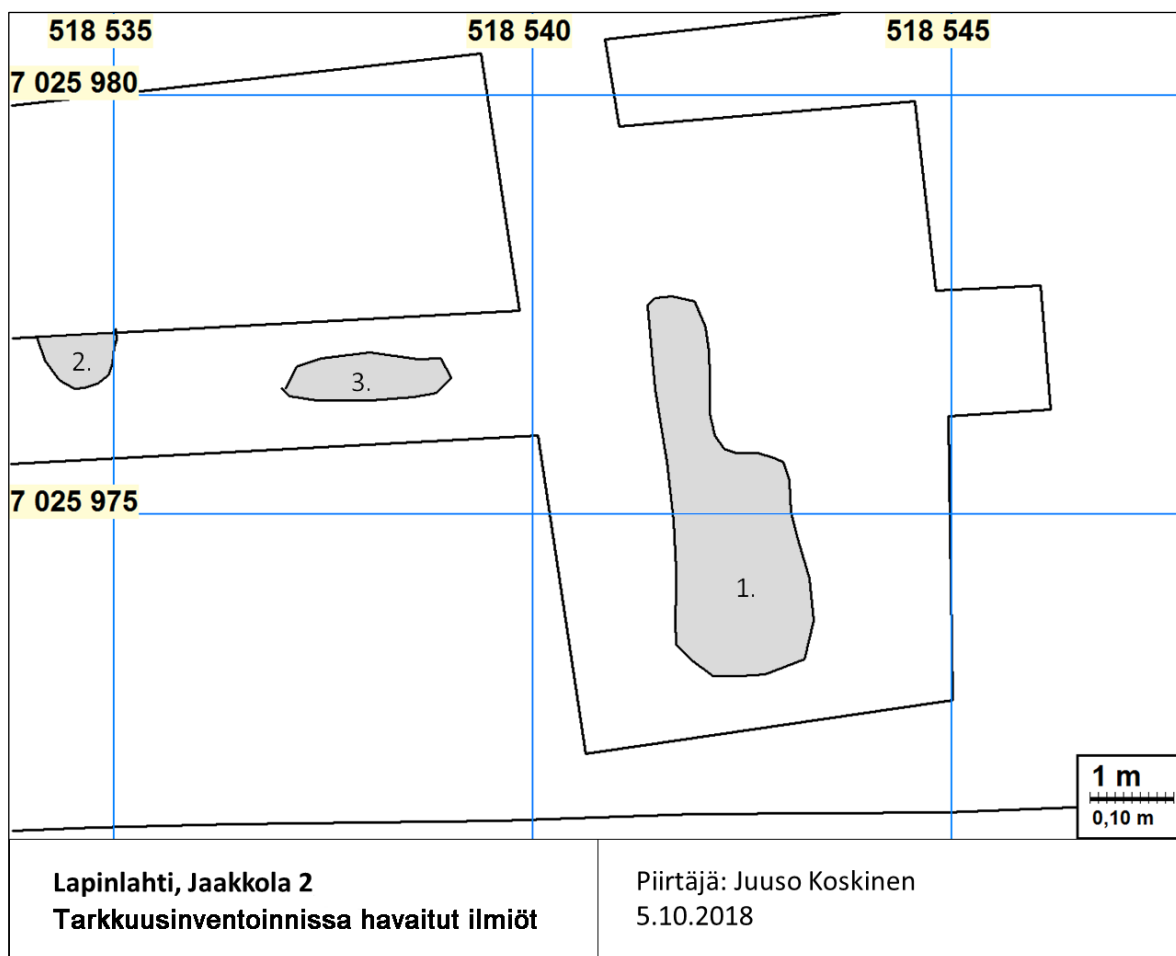 518 535
518 540
518 545
7 025 980
2.
3.
7 025 975
1.
1 m
0,10 m
Lapinlahti, Jaakkola 2
Tarkkuusinventoinnissa havaitut ilmiöt
Piirtäjä: Juuso Koskinen
5.10.2018